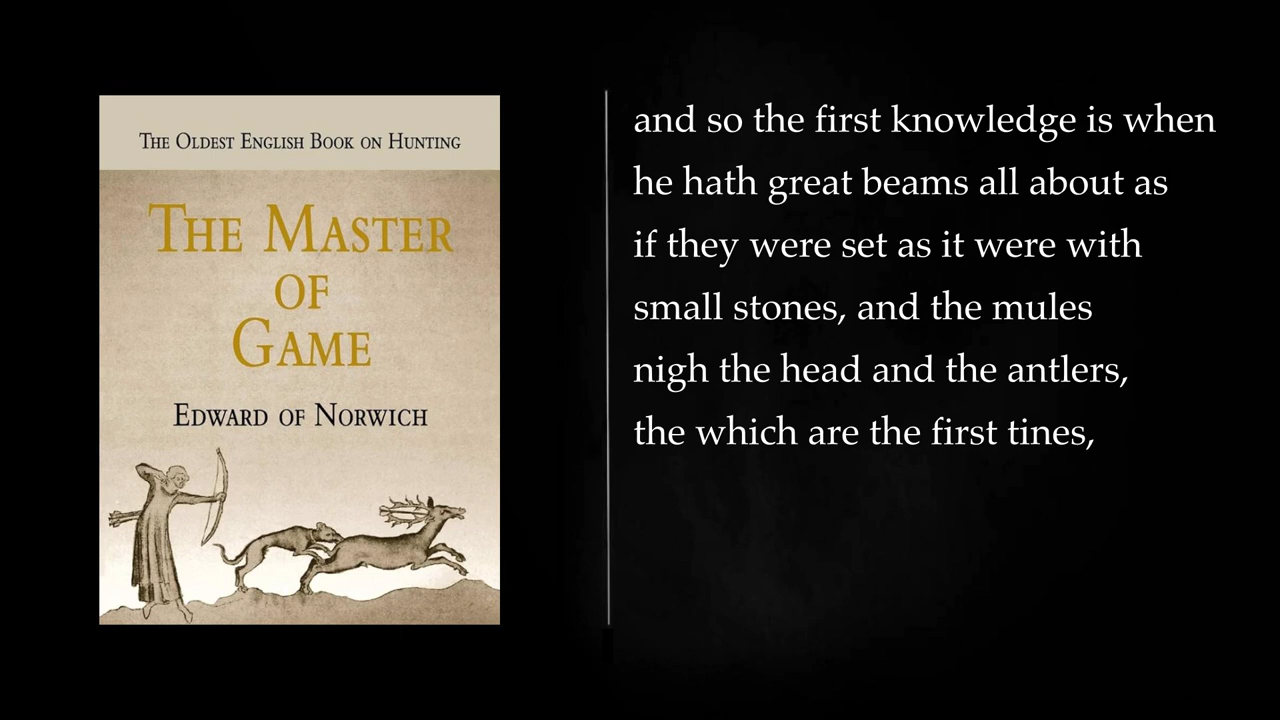 The Oldest English Book on Hunting
The Master
of
Game
Edward of Norwich
and so the first knowledge is when
he hath great beams all about as
if they were set as it were with
small stones, and the mules
nigh the head and the antlers,
the which are the first tines,